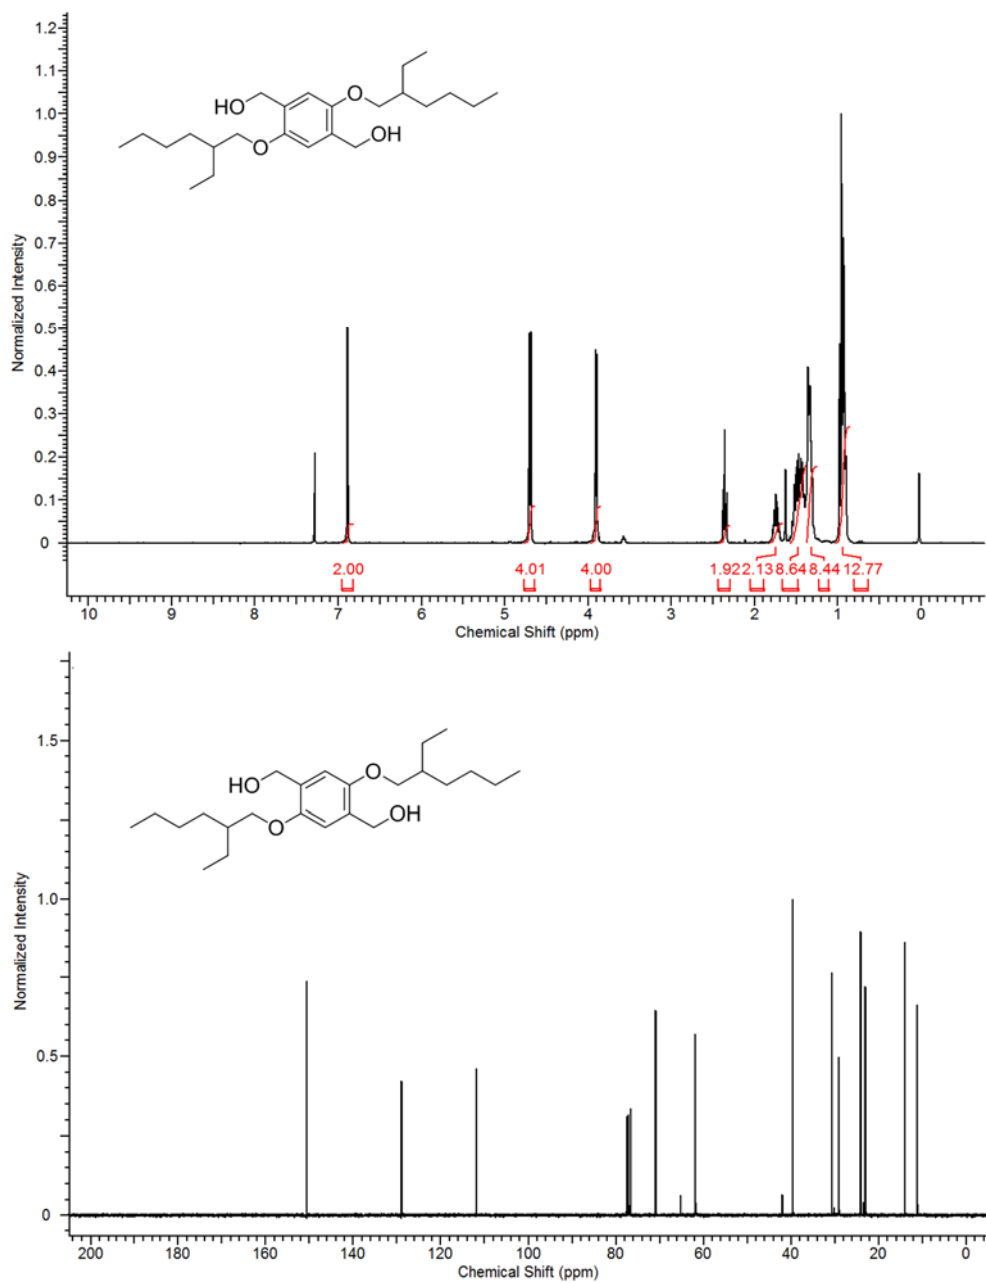 1.2
1.1
1.0
0.9
0.8
0.7
0.6
0.5
0.4
0.3
0.2
0.1
0
Normalized Intensity
HO
O
O
OH
2.00
4.01
4.00
1.92
2.13
8.64
8.44
12.77
10 9 8 7 6 5 4 3 2 1 0
Chemical Shift (ppm)
1.5
1.0
0.5
0
Normalized Intensity
HO
O
O
OH
200 180 160 140 120 100 80 60 40 20 0
Chemical Shift (ppm)